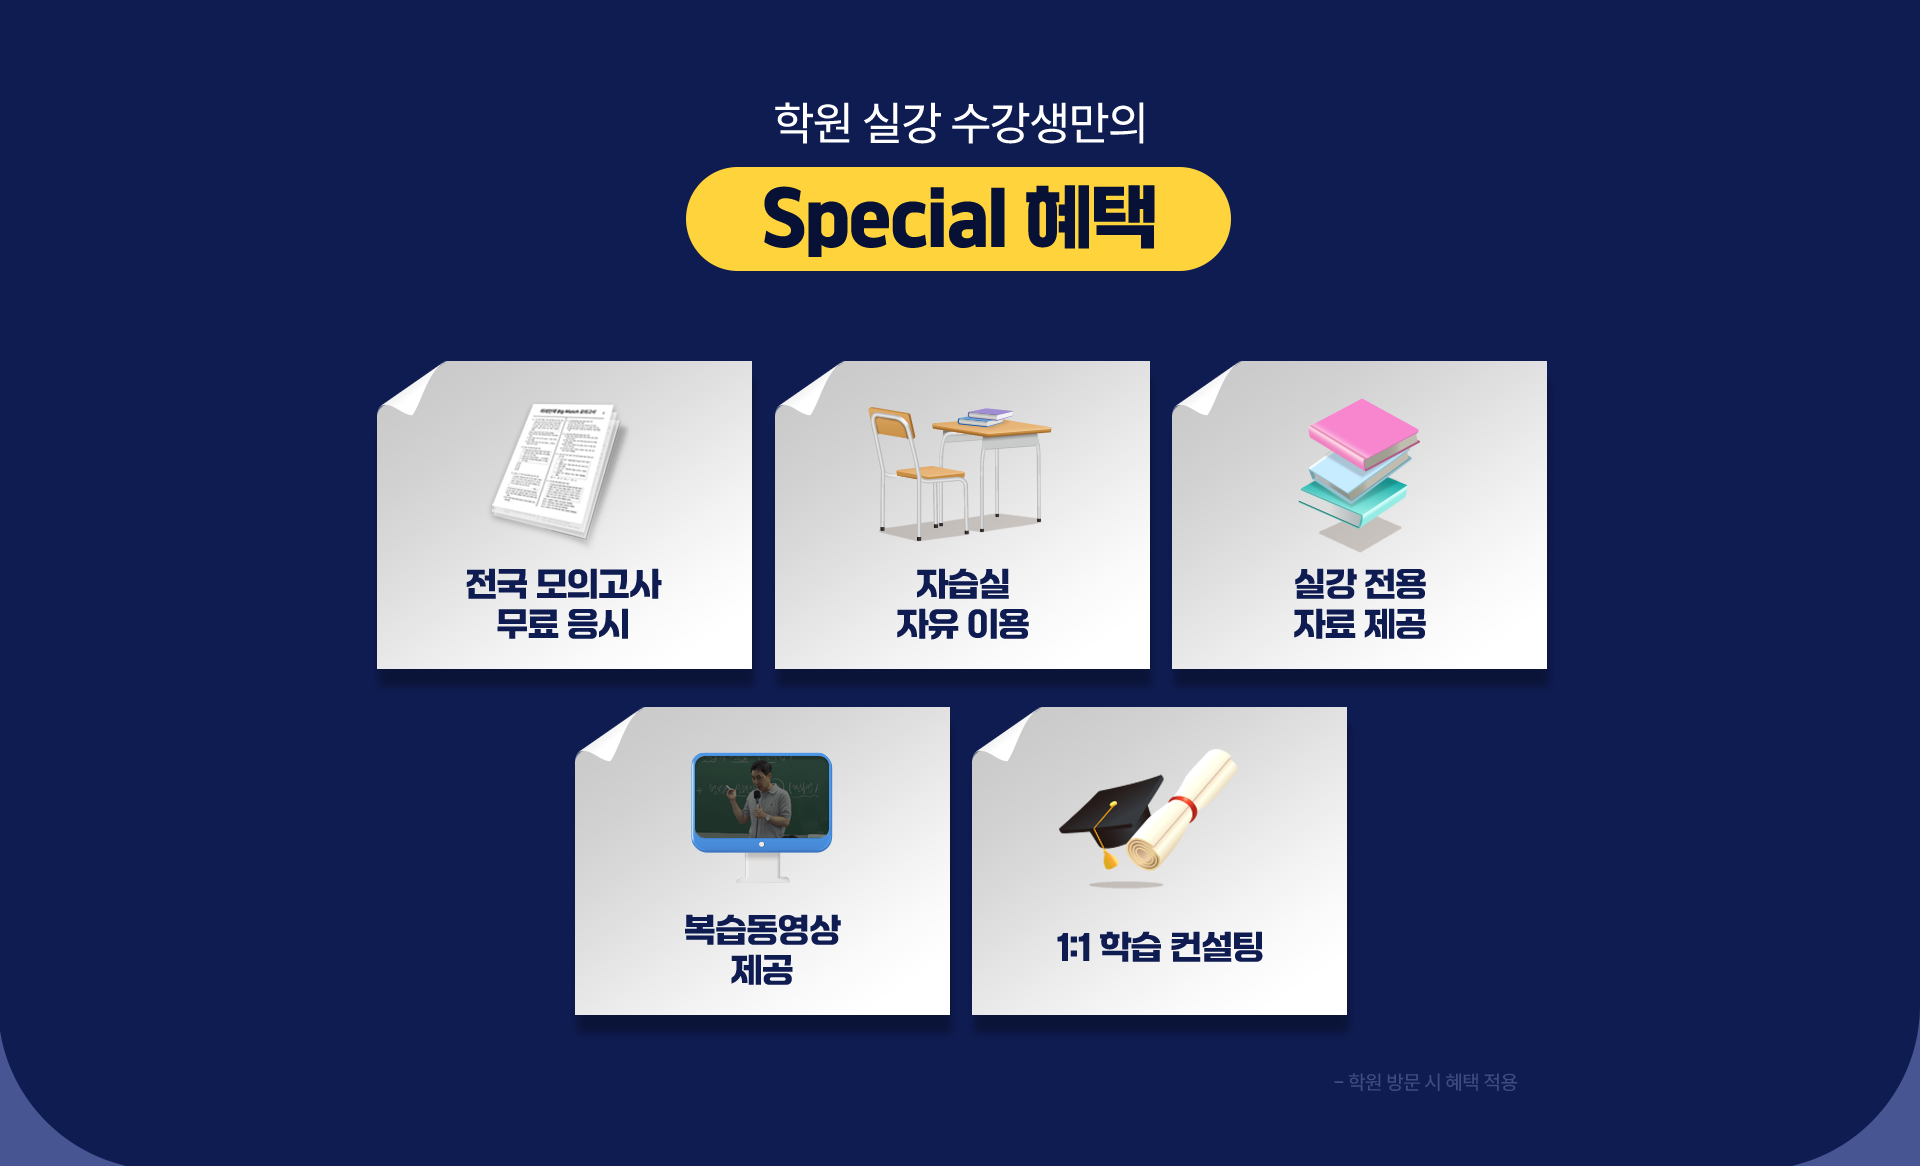 학원 실강 수강생만의
Special 혜택
전국 모의고사
무료 응시
자습실
자유 이용
실강 전용
자료 제공
복습동영상
제공
1:1 학습 컨설팅
- 학원 방문 시 혜택 적용